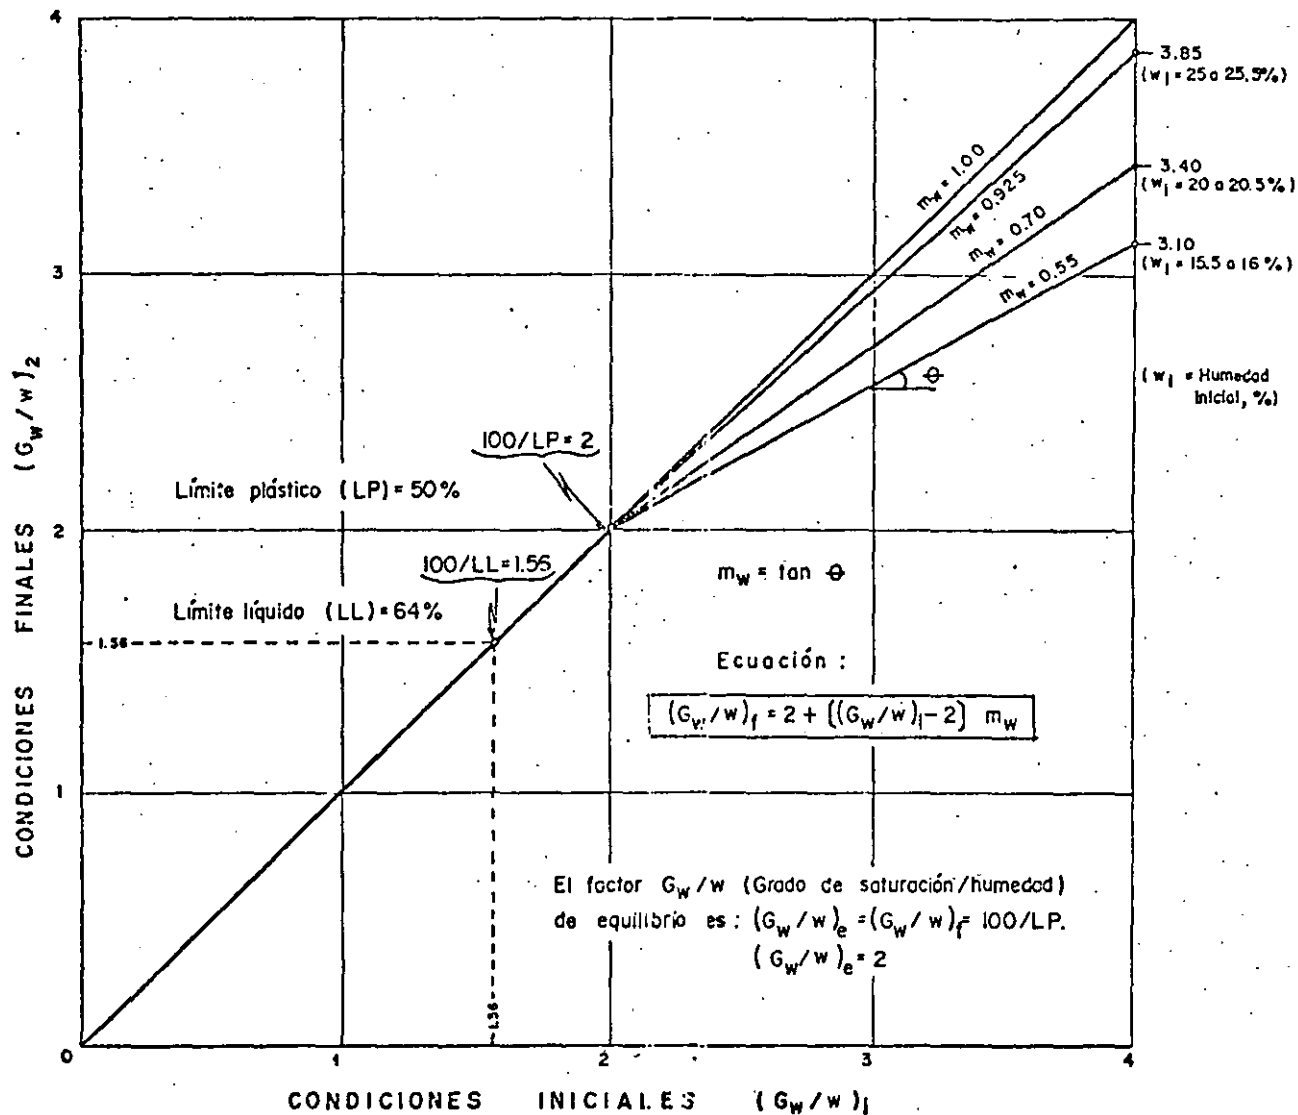 4
3.85
(w₁ = 25 a 25.5%)
3.40
(w₁ = 20 a 20.5%)
3.10
(w₁ = 15.5 a 16%)
m_w = 1.00
m_w = 0.925
m_w = 0.70
m_w = 0.55
3
θ
(w₁ = Humedad
Inicial, %)
100/LP = 2
Límite plástico (LP) = 50%
2
100/LL = 1.56
m_w = tan θ
Límite líquido (LL) = 64%
1.56
Ecuación :
(G_w/w)_f = 2 + [(G_w/w)_i - 2] m_w
1
El factor G_w/w (Grado de saturación/humedad)
de equilibrio es : (G_w/w)_e = (G_w/w)_f = 100/LP.
(G_w/w)_e = 2
1.56
0
1
2
3
4
CONDICIONES FINALES (G_w/w)₂
CONDICIONES INICIALES (G_w/w)₁